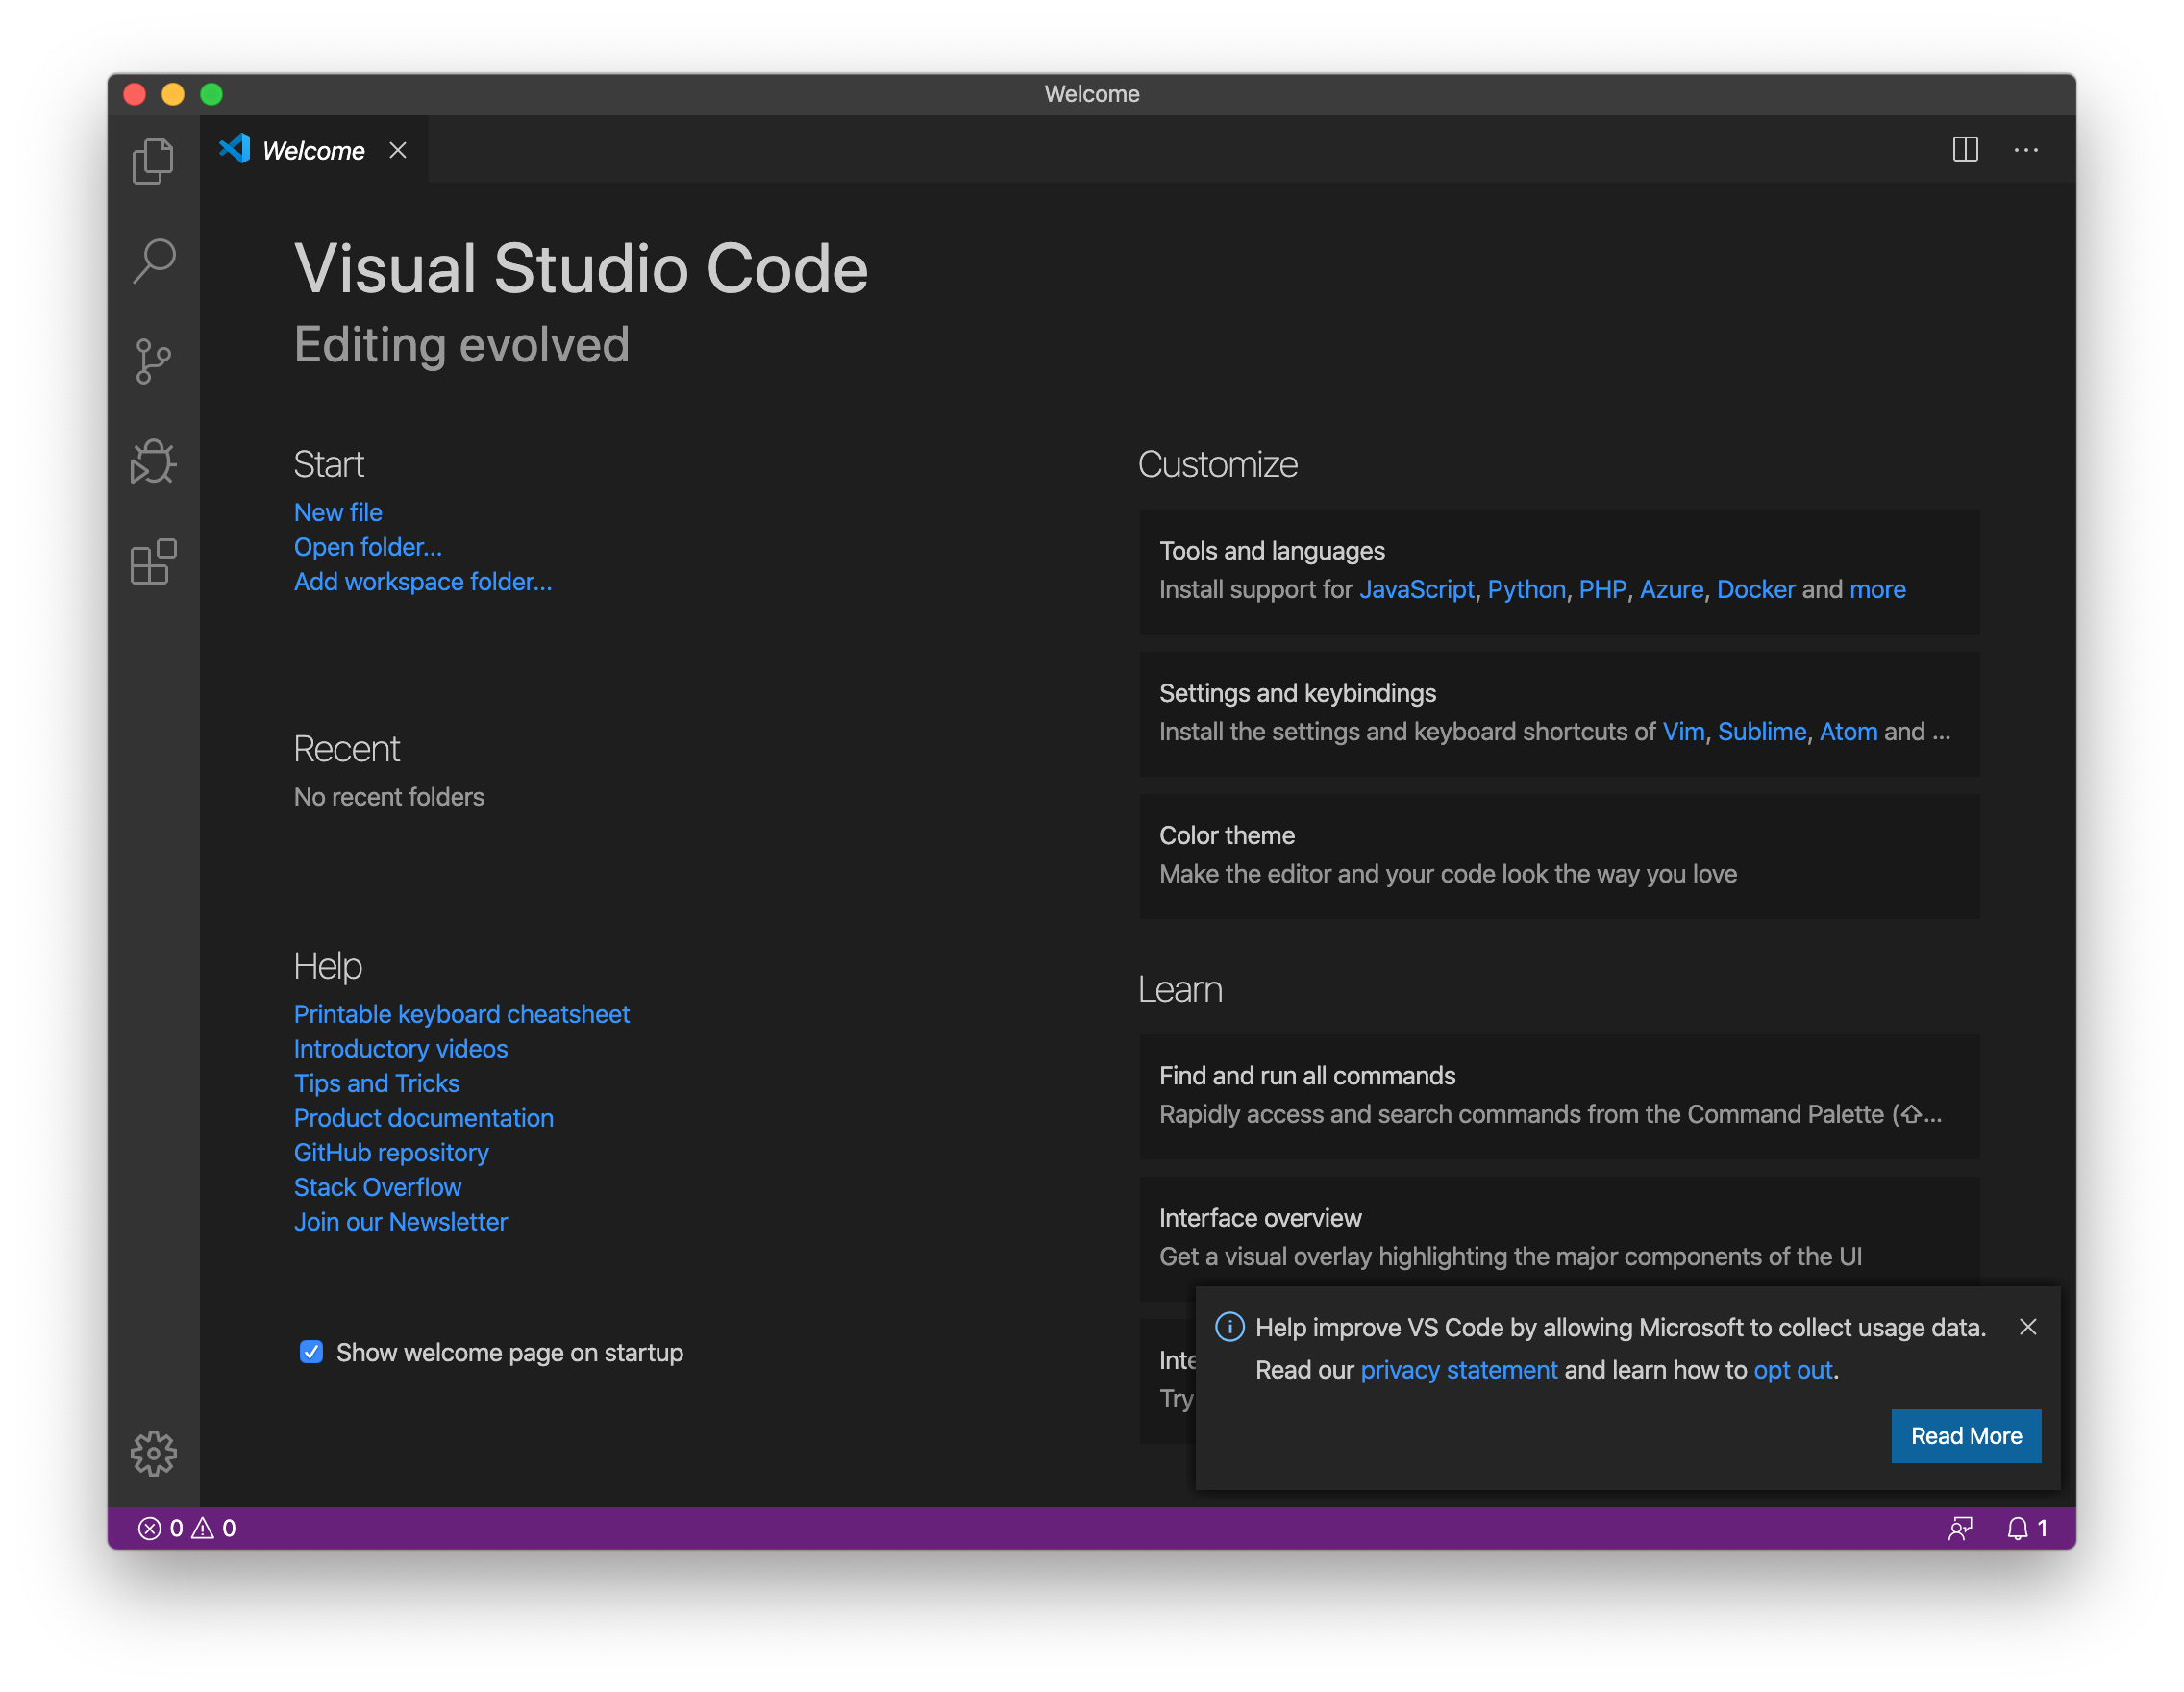 Welcome
Welcome
Visual Studio Code
Editing evolved
Start
New file
Open folder...
Add workspace folder...
Recent
No recent folders
Help
Printable keyboard cheatsheet
Introductory videos
Tips and Tricks
Product documentation
GitHub repository
Stack Overflow
Join our Newsletter
Show welcome page on startup
Customize
Tools and languages
Install support for JavaScript, Python, PHP, Azure, Docker and more
Settings and keybindings
Install the settings and keyboard shortcuts of Vim, Sublime, Atom and ...
Color theme
Make the editor and your code look the way you love
Learn
Find and run all commands
Rapidly access and search commands from the Command Palette (⇧...
Interface overview
Get a visual overlay highlighting the major components of the UI
Inte
Try
Help improve VS Code by allowing Microsoft to collect usage data.
Read our privacy statement and learn how to opt out.
Read More
0 0
1